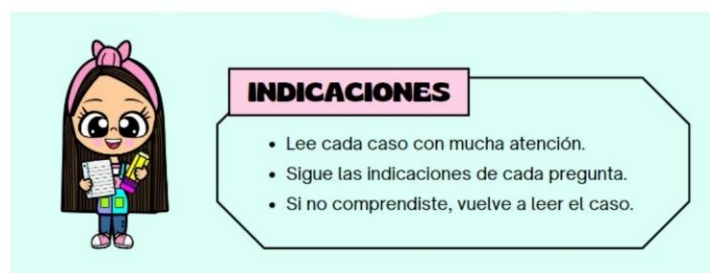 INDICACIONES
• Lee cada caso con mucha atención.
• Sigue las indicaciones de cada pregunta.
• Si no comprendiste, vuelve a leer el caso.